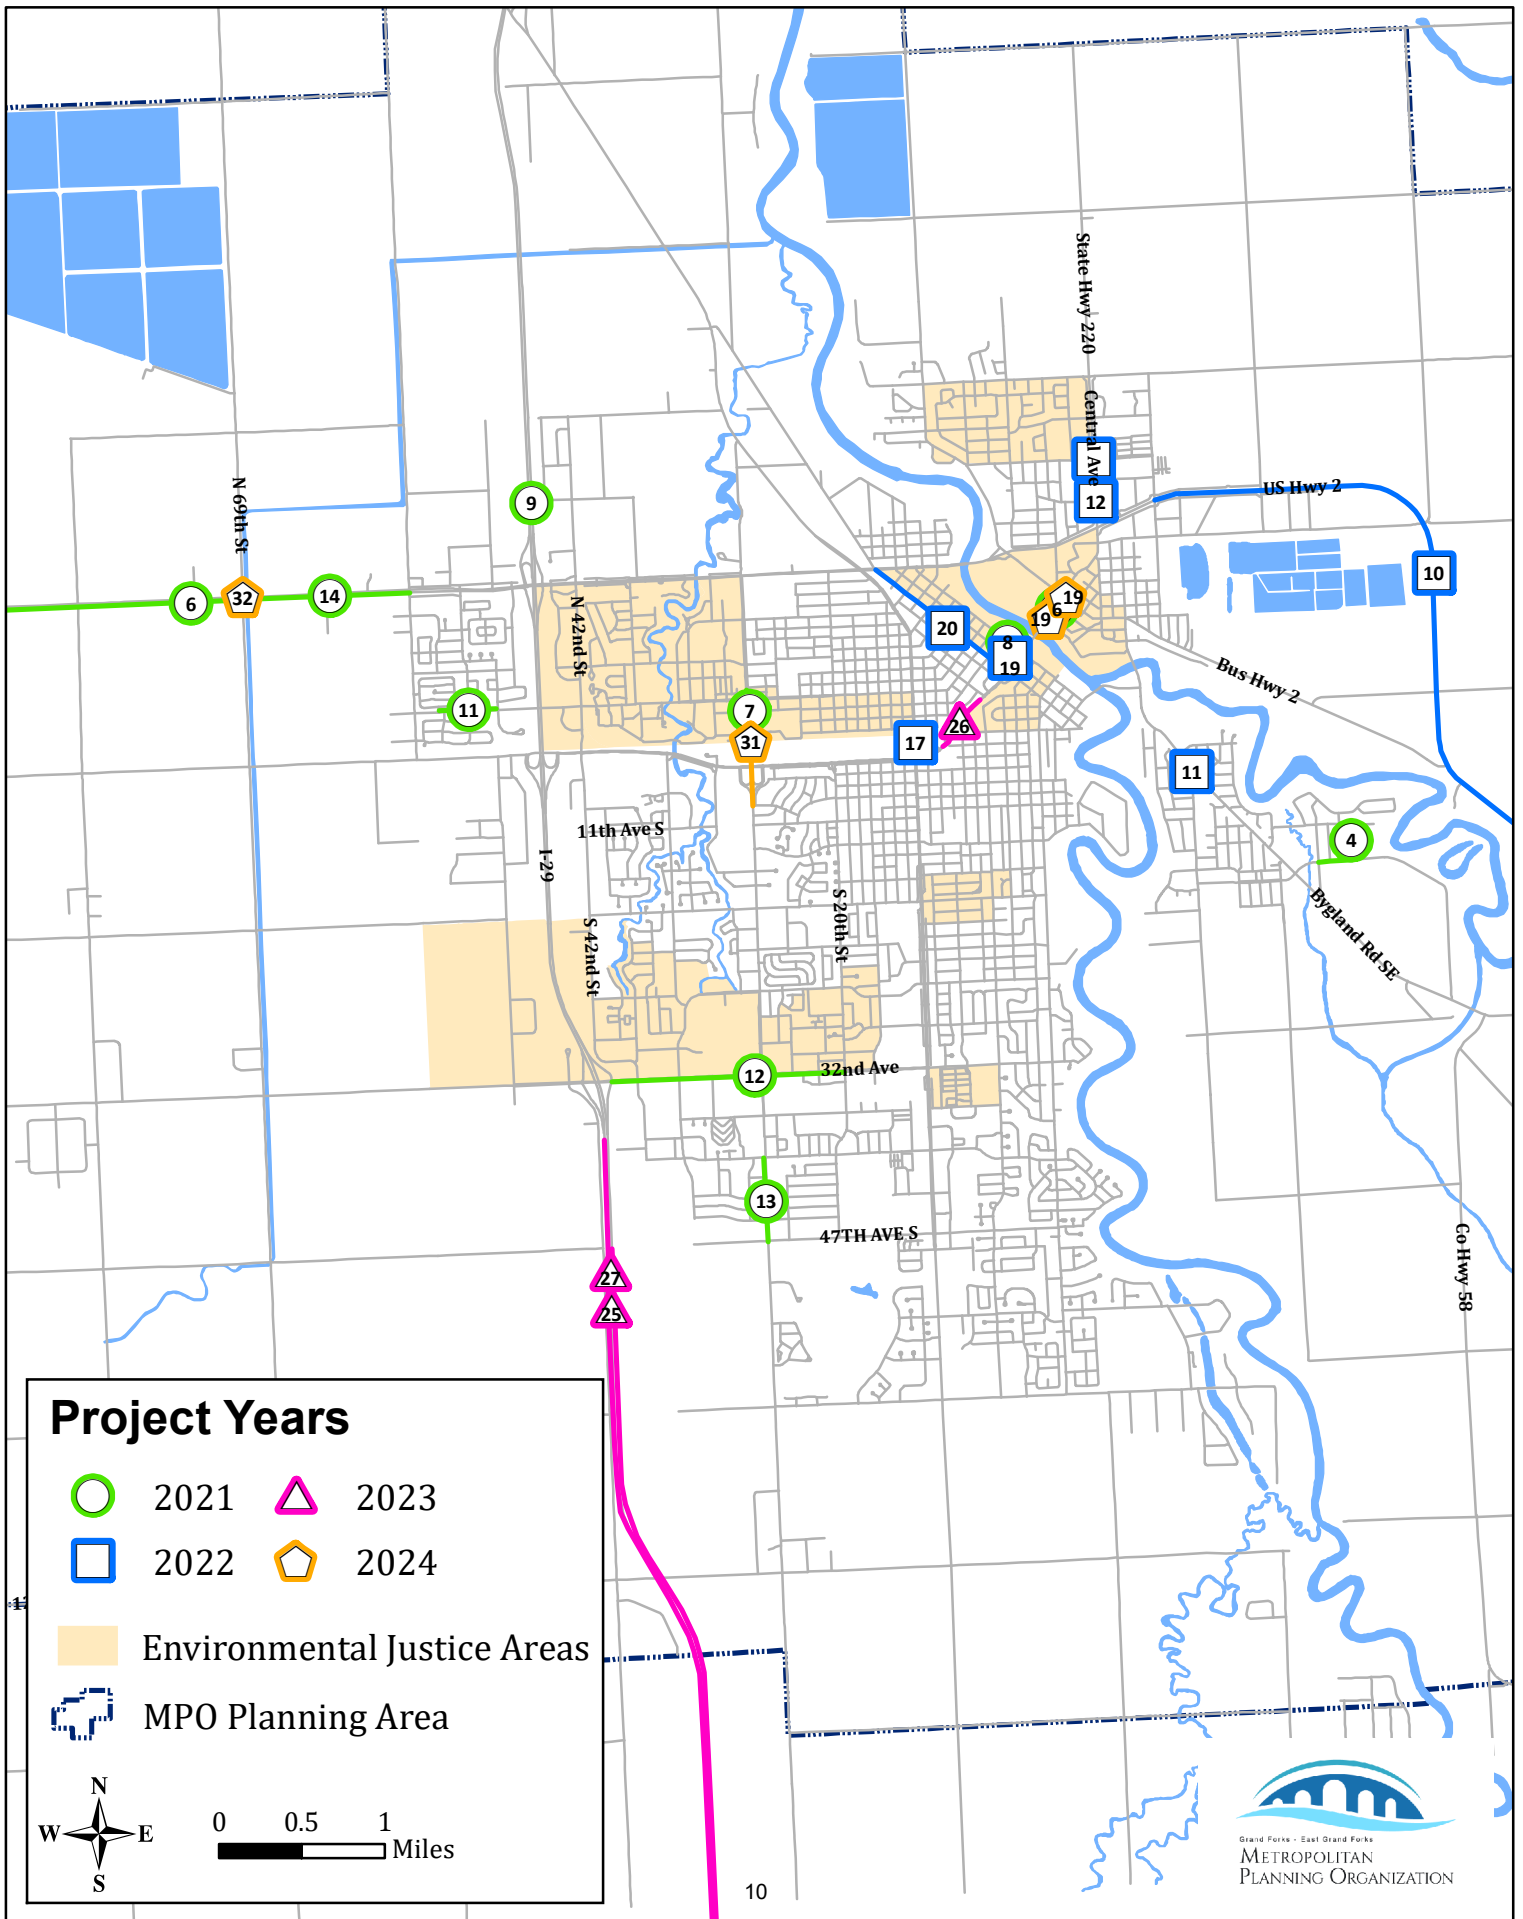 State Hwy 220
Central Ave
N 69th St
9
12
US Hwy 2
10
6
32
14
N 42nd St
20
19
6
19
8
19
Bus Hwy 2
11
7
31
17
26
11
4
11th Ave S
I-29
S 42nd St
S 20th St
Bygland Rd SE
12
32nd Ave
13
47TH AVE S
27
25
Co Hwy 58
Project Years
2021
2023
2022
2024
Environmental Justice Areas
MPO Planning Area
N
W
E
S
0 0.5 1
Miles
10
Grand Forks - East Grand Forks
METROPOLITAN
PLANNING ORGANIZATION